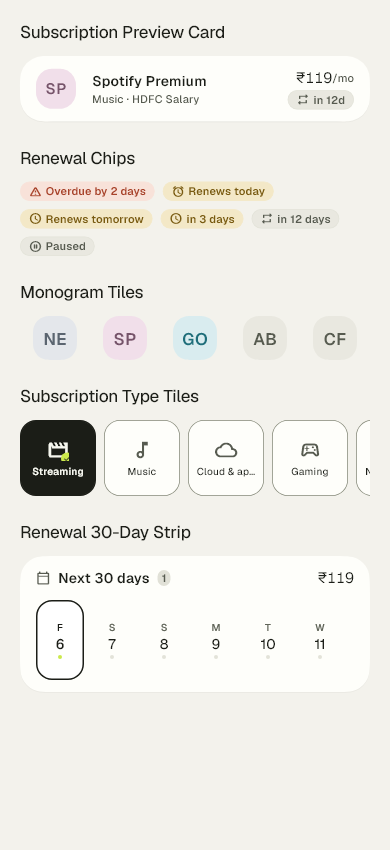 Subscription Preview Card
SP
Spotify Premium
Music · HDFC Salary
₹119/mo
in 12d
Renewal Chips
Overdue by 2 days
Renews today
Renews tomorrow
in 3 days
in 12 days
Paused
Monogram Tiles
NE SP GO AB CF
Subscription Type Tiles
Streaming Music Cloud & ap... Gaming
Renewal 30-Day Strip
Next 30 days 1 ₹119
F S S M T W
6 7 8 9 10 11